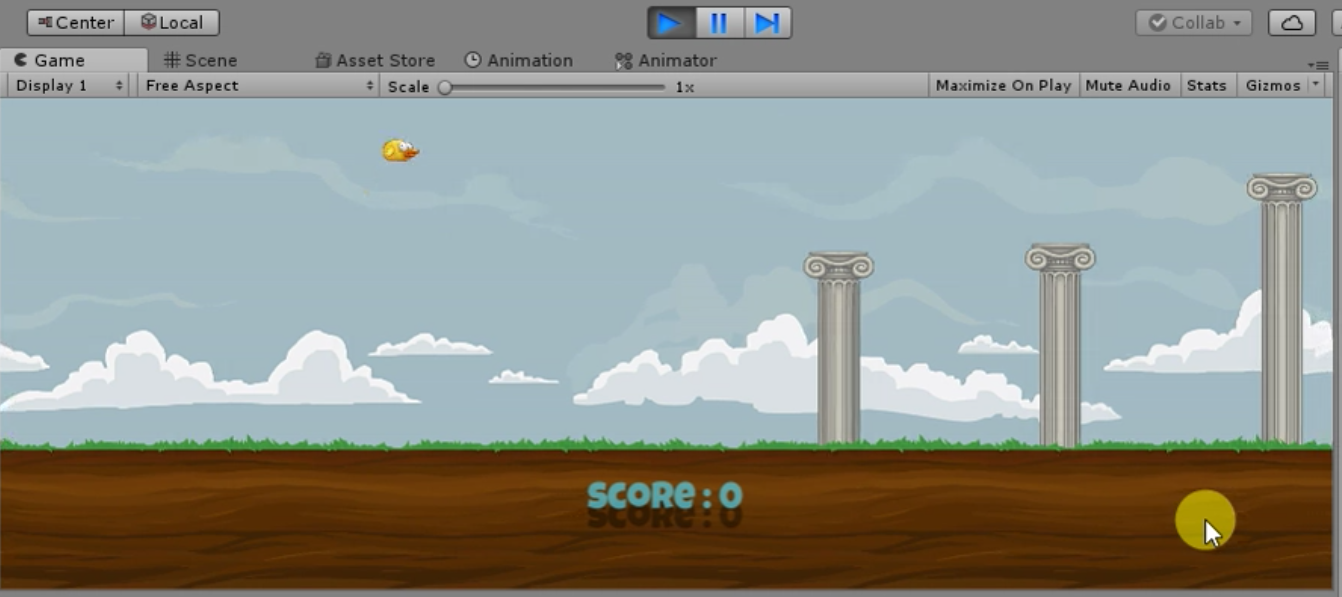 Center Local Collab
Game Scene Asset Store Animation Animator
Display 1 Free Aspect Scale 1x Maximize On Play Mute Audio Stats Gizmos
SCORe : 0